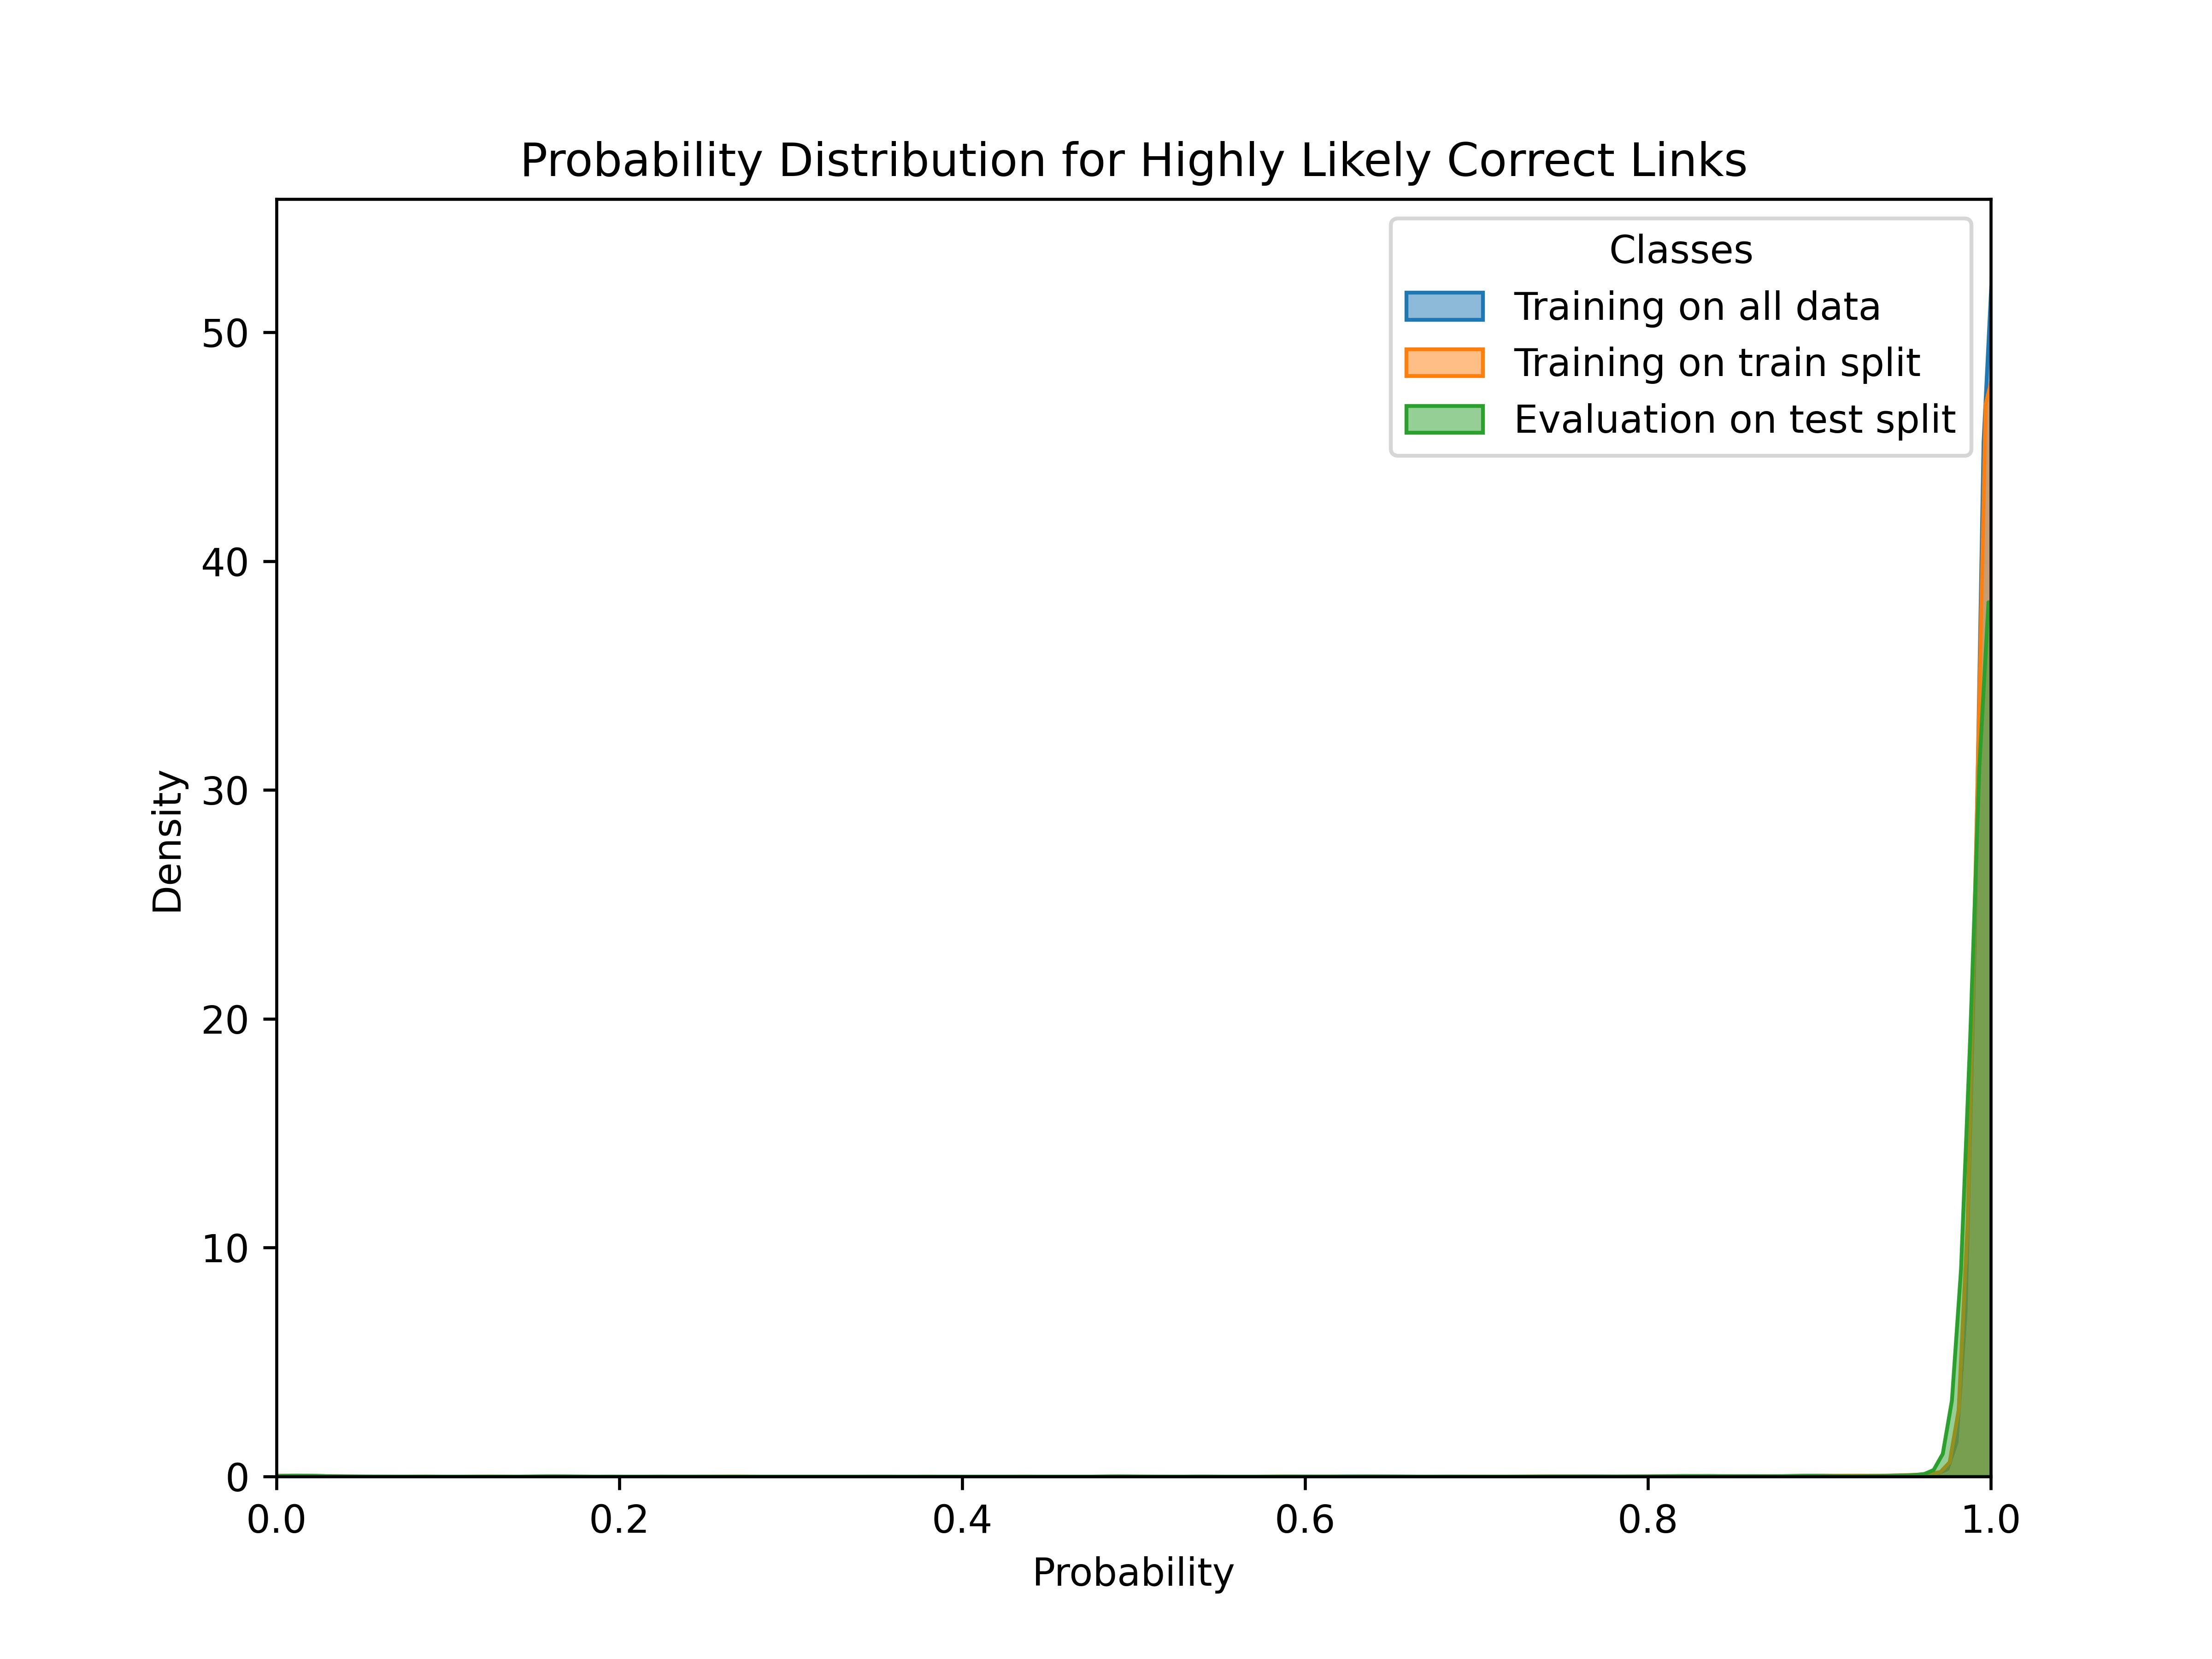 Probability Distribution for Highly Likely Correct Links
Classes
Training on all data
Training on train split
Evaluation on test split
50
40
30
20
10
0
Density
0.0 0.2 0.4 0.6 0.8 1.0
Probability